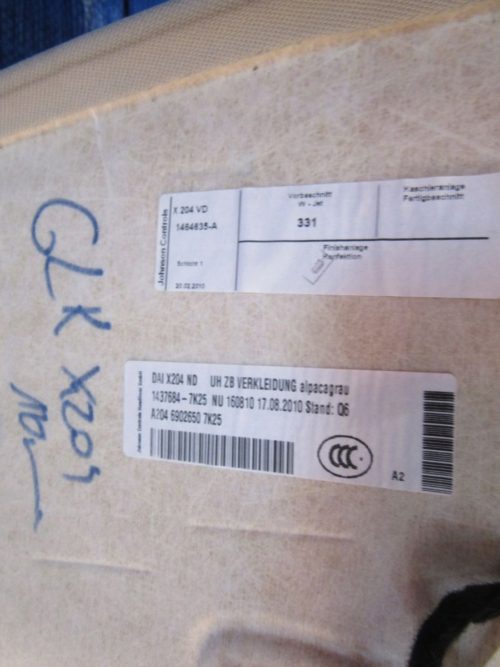 Johnson Controls
X 204 VD
1464635-A
Schicht 1
20.02.2010
Vorbeschnitt
W - Jet
331
Kaschieranlage
Fertigbeschnitt
Finishanlage
Perfektion
GLK X204
DAI X204 ND UH ZB VERKLEIDUNG alpacagrau
1437684-7K25 NU 160810 17.08.2010 Stand: Q6
A204 6902650 7K25
CCC
A2